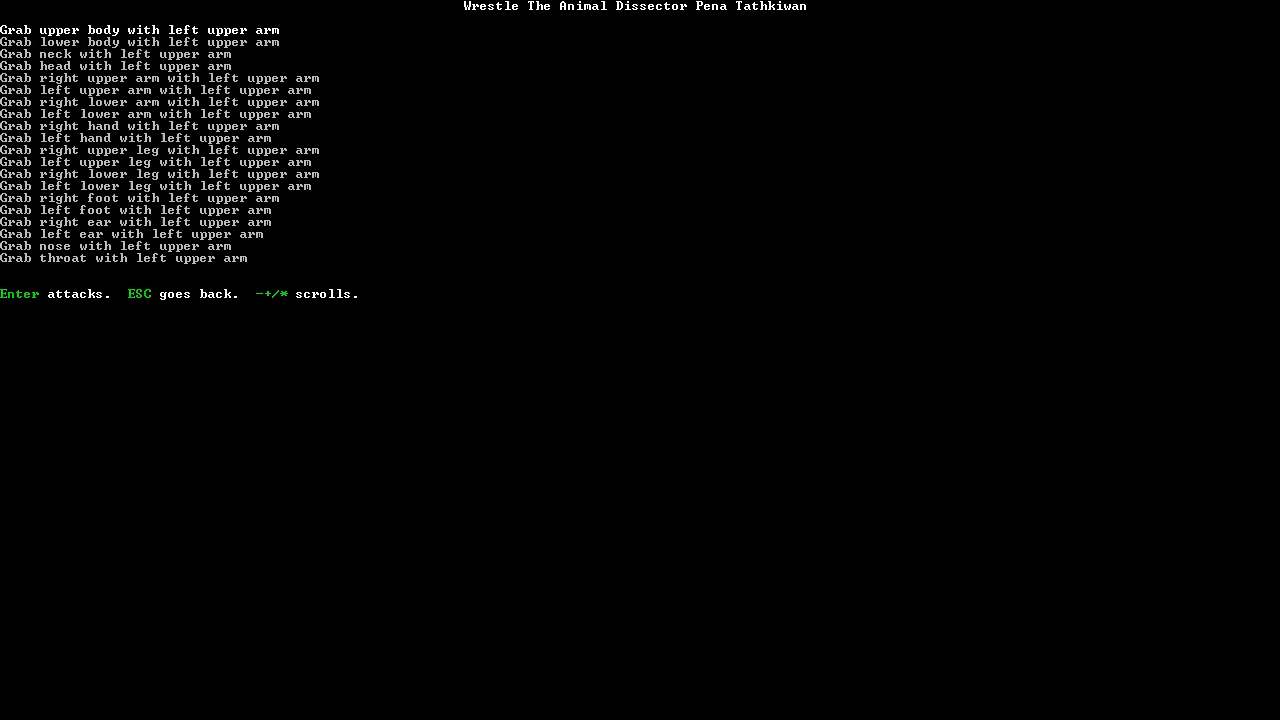 Wrestle The Animal Dissector Pena Tathkiwan
Grab upper body with left upper arm
Grab lower body with left upper arm
Grab neck with left upper arm
Grab head with left upper arm
Grab right upper arm with left upper arm
Grab left upper arm with left upper arm
Grab right lower arm with left upper arm
Grab left lower arm with left upper arm
Grab right hand with left upper arm
Grab left hand with left upper arm
Grab right upper leg with left upper arm
Grab left upper leg with left upper arm
Grab right lower leg with left upper arm
Grab left lower leg with left upper arm
Grab right foot with left upper arm
Grab left foot with left upper arm
Grab right ear with left upper arm
Grab left ear with left upper arm
Grab nose with left upper arm
Grab throat with left upper arm
Enter attacks.  ESC goes back.  -+/* scrolls.